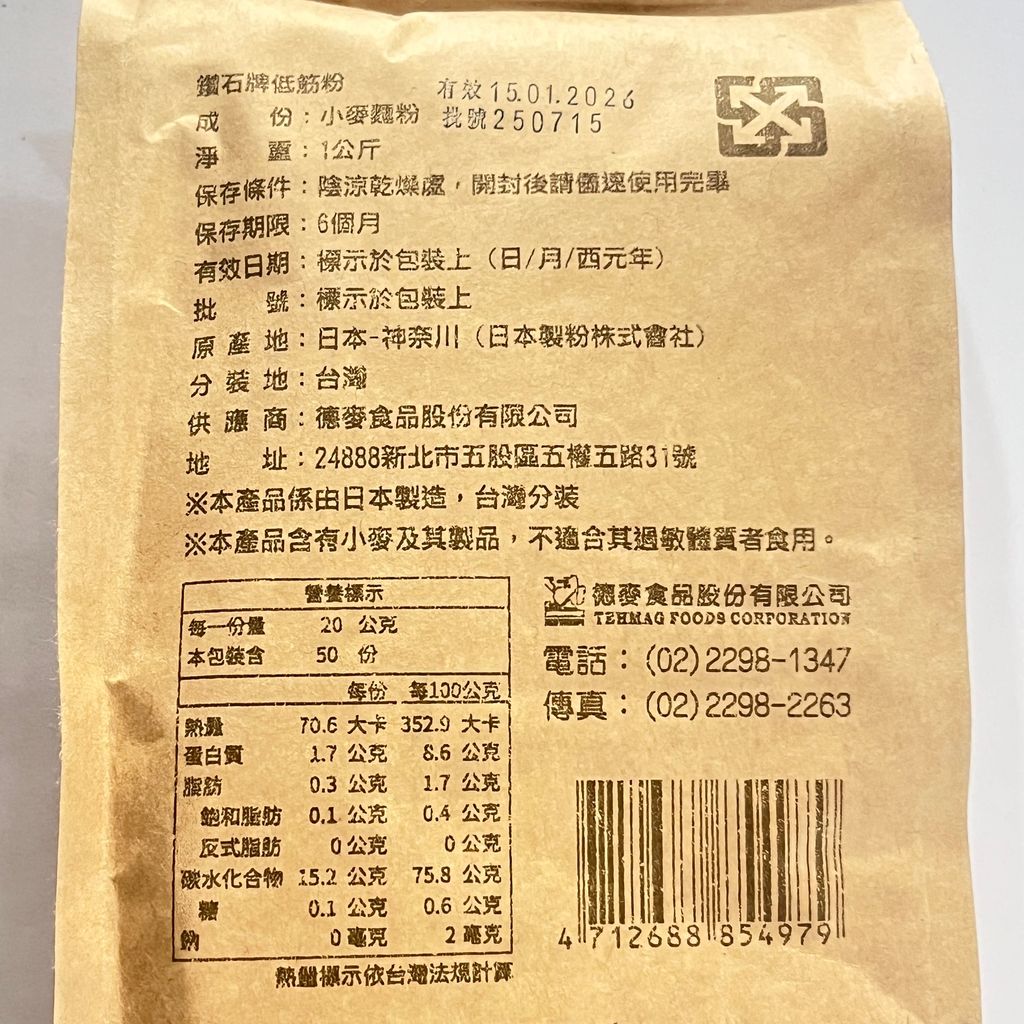 鑽石牌低筋粉
有效15.01.2026
成份：小麥麵粉
批號250715
淨重：1公斤
保存條件：陰涼乾燥處，開封後請儘速使用完畢
保存期限：6個月
有效日期：標示於包裝上（日/月/西元年）
批號：標示於包裝上
原產地：日本-神奈川（日本製粉株式會社）
分裝地：台灣
供應商：德麥食品股份有限公司
地址：24888新北市五股區五權五路31號
※本產品係由日本製造，台灣分裝
※本產品含有小麥及其製品，不適合其過敏體質者食用。
營養標示
每一份量 20 公克
本包裝含 50 份
每份 每100公克
熱量 70.6 大卡 352.9 大卡
蛋白質 1.7 公克 8.6 公克
脂肪 0.3 公克 1.7 公克
飽和脂肪 0.1 公克 0.4 公克
反式脂肪 0 公克 0 公克
碳水化合物 15.2 公克 75.8 公克
糖 0.1 公克 0.6 公克
鈉 0 毫克 2 毫克
熱量標示依台灣法規計算
德麥食品股份有限公司
TEHMAG FOODS CORPORATION
電話：(02)2298-1347
傳真：(02)2298-2263
4 712688 854979